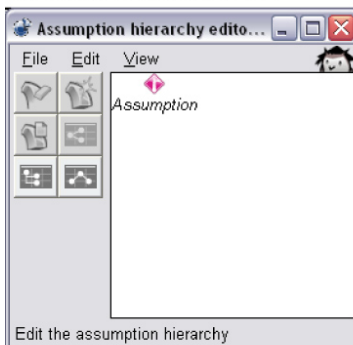 Assumption hierarchy edito...
File Edit View
Assumption
Edit the assumption hierarchy